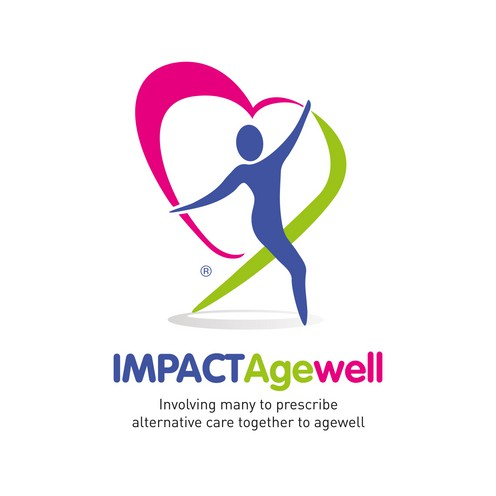 ®
IMPACTAgewell
Involving many to prescribe
alternative care together to agewell